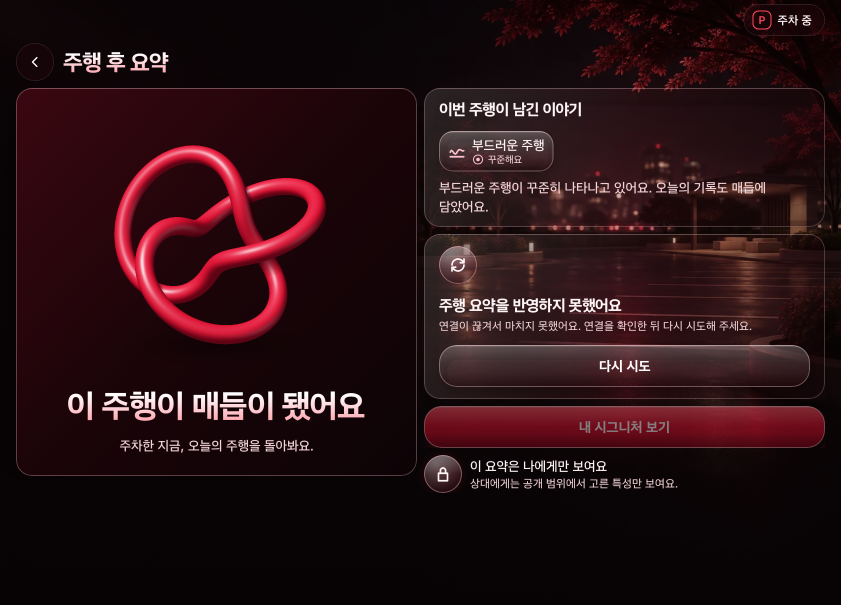 P 주차 중
주행 후 요약
이 주행이 매듭이 됐어요
주차한 지금, 오늘의 주행을 돌아봐요.
이번 주행이 남긴 이야기
부드러운 주행
꾸준해요
부드러운 주행이 꾸준히 나타나고 있어요. 오늘의 기록도 매듭에
담았어요.
주행 요약을 반영하지 못했어요
연결이 끊겨서 마치지 못했어요. 연결을 확인한 뒤 다시 시도해 주세요.
다시 시도
내 시그니처 보기
이 요약은 나에게만 보여요
상대에게는 공개 범위에서 고른 특성만 보여요.